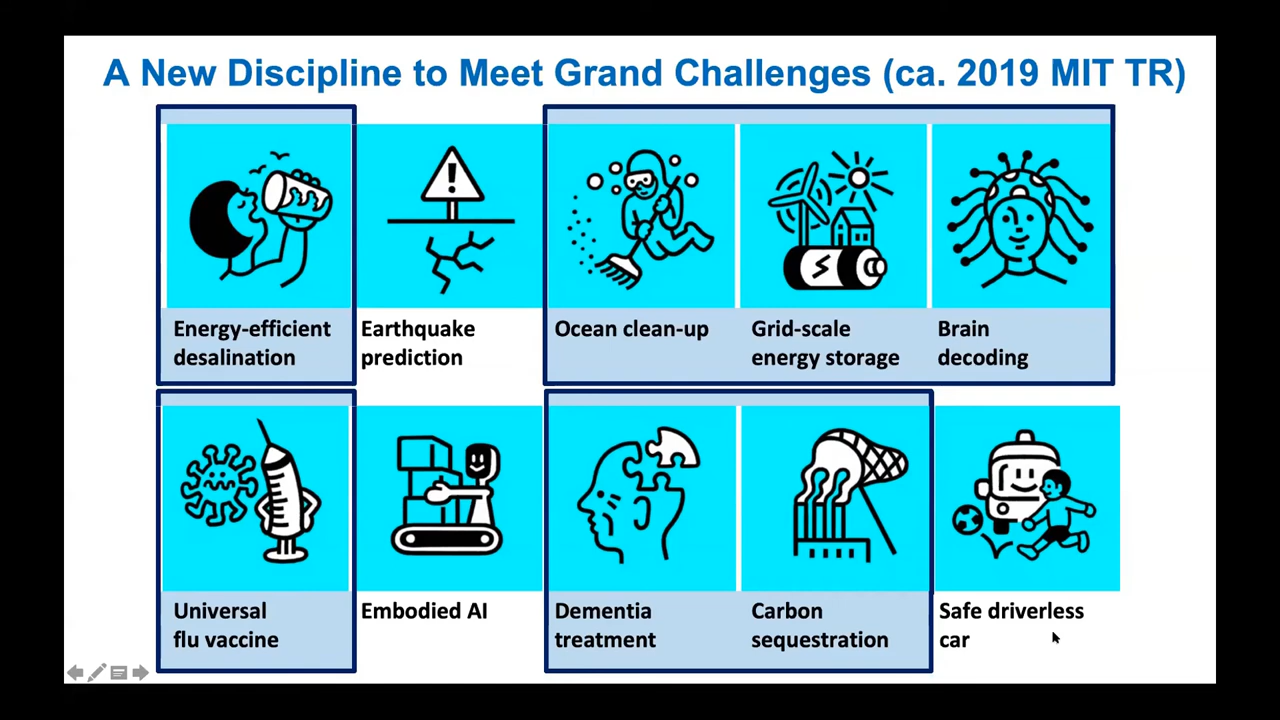 A New Discipline to Meet Grand Challenges (ca. 2019 MIT TR)
Energy-efficient
desalination
Earthquake
prediction
Ocean clean-up
Grid-scale
energy storage
Brain
decoding
Universal
flu vaccine
Embodied AI
Dementia
treatment
Carbon
sequestration
Safe driverless
car